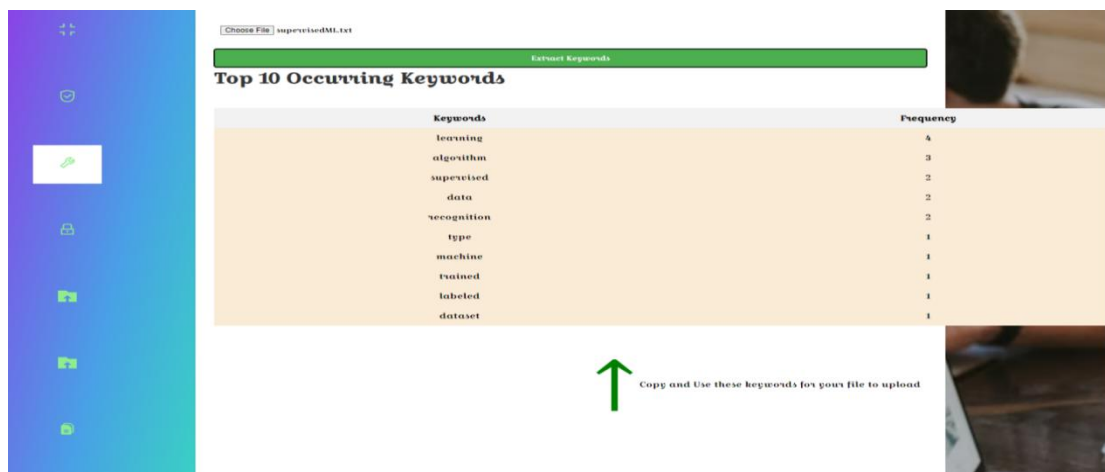 Choose File supervisedML.txt
Extract Keywords
Top 10 Occurring Keywords
Keywords Frequency
learning 4
algorithm 3
supervised 2
data 2
recognition 2
type 1
machine 1
trained 1
labeled 1
dataset 1
Copy and Use these keywords for your file to upload